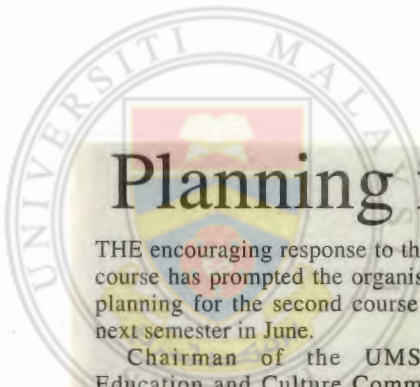 UNIVERSITI MALAYS
Planning
THE encouraging response to th
course has prompted the organis
planning for the second course
next semester in June.
Chairman of the UMS
Education and Culture Comm